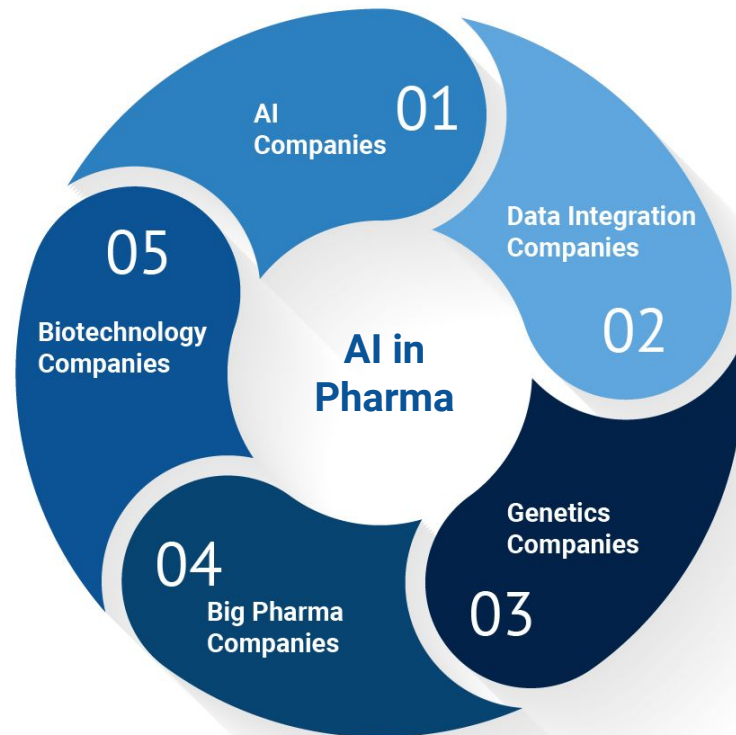 01
AI
Companies
Data Integration
Companies
02
Genetics
Companies
03
04
Big Pharma
Companies
05
Biotechnology
Companies
AI in
Pharma